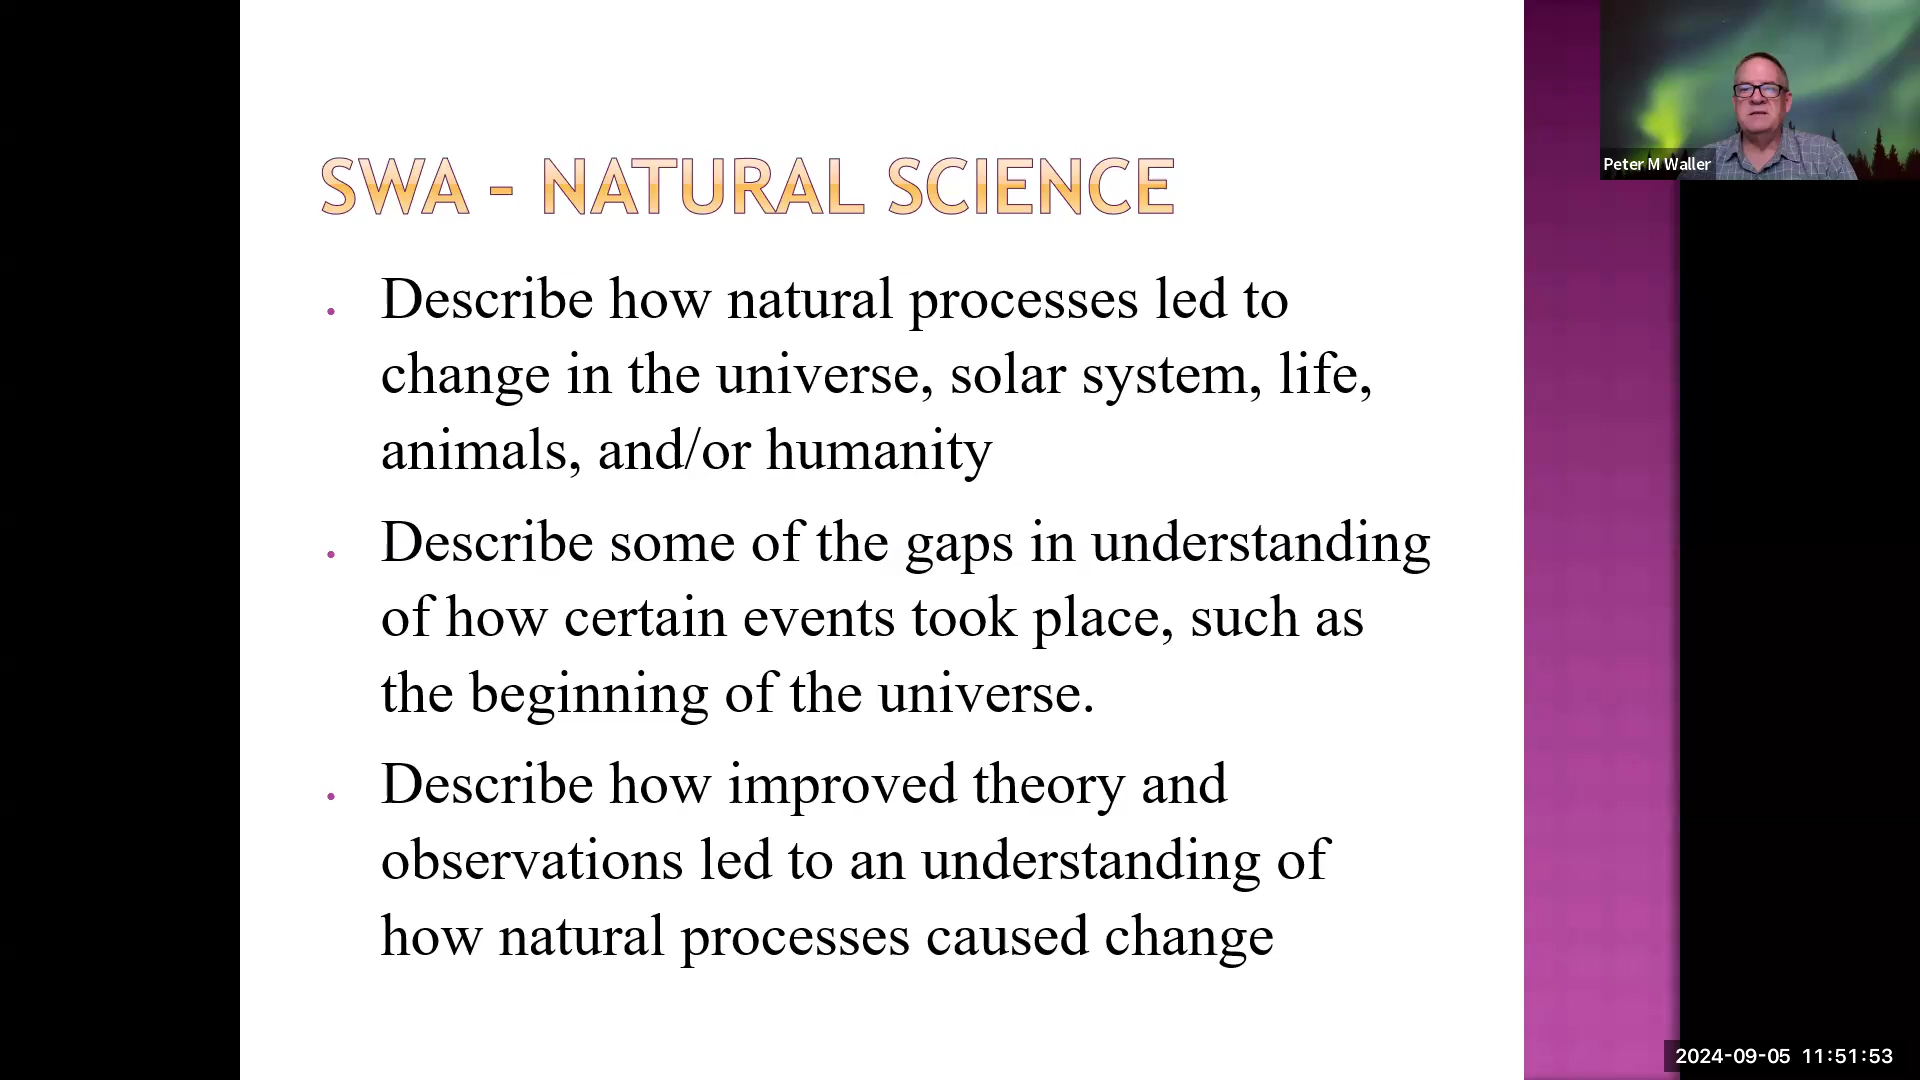 SWA - NATURAL SCIENCE
• Describe how natural processes led to
change in the universe, solar system, life,
animals, and/or humanity
• Describe some of the gaps in understanding
of how certain events took place, such as
the beginning of the universe.
• Describe how improved theory and
observations led to an understanding of
how natural processes caused change
Peter M Waller
2024-09-05 11:51:53